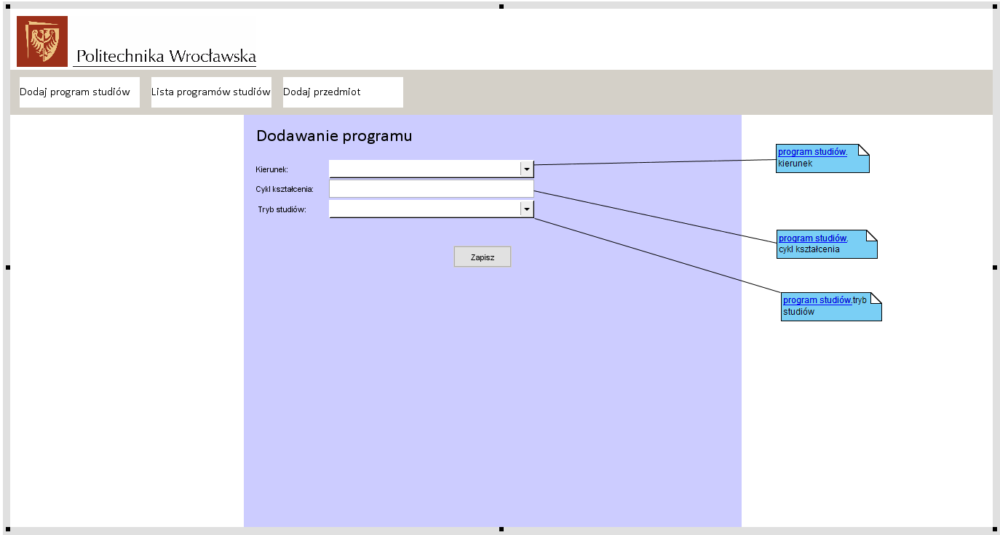 Politechnika Wrocławska
Dodaj program studiów
Lista programów studiów
Dodaj przedmiot
Dodawanie programu
Kierunek:
Cykl kształcenia:
Tryb studiów:
Zapisz
program studiów.
kierunek
program studiów.
cykl kształcenia
program studiów.tryb
studiów